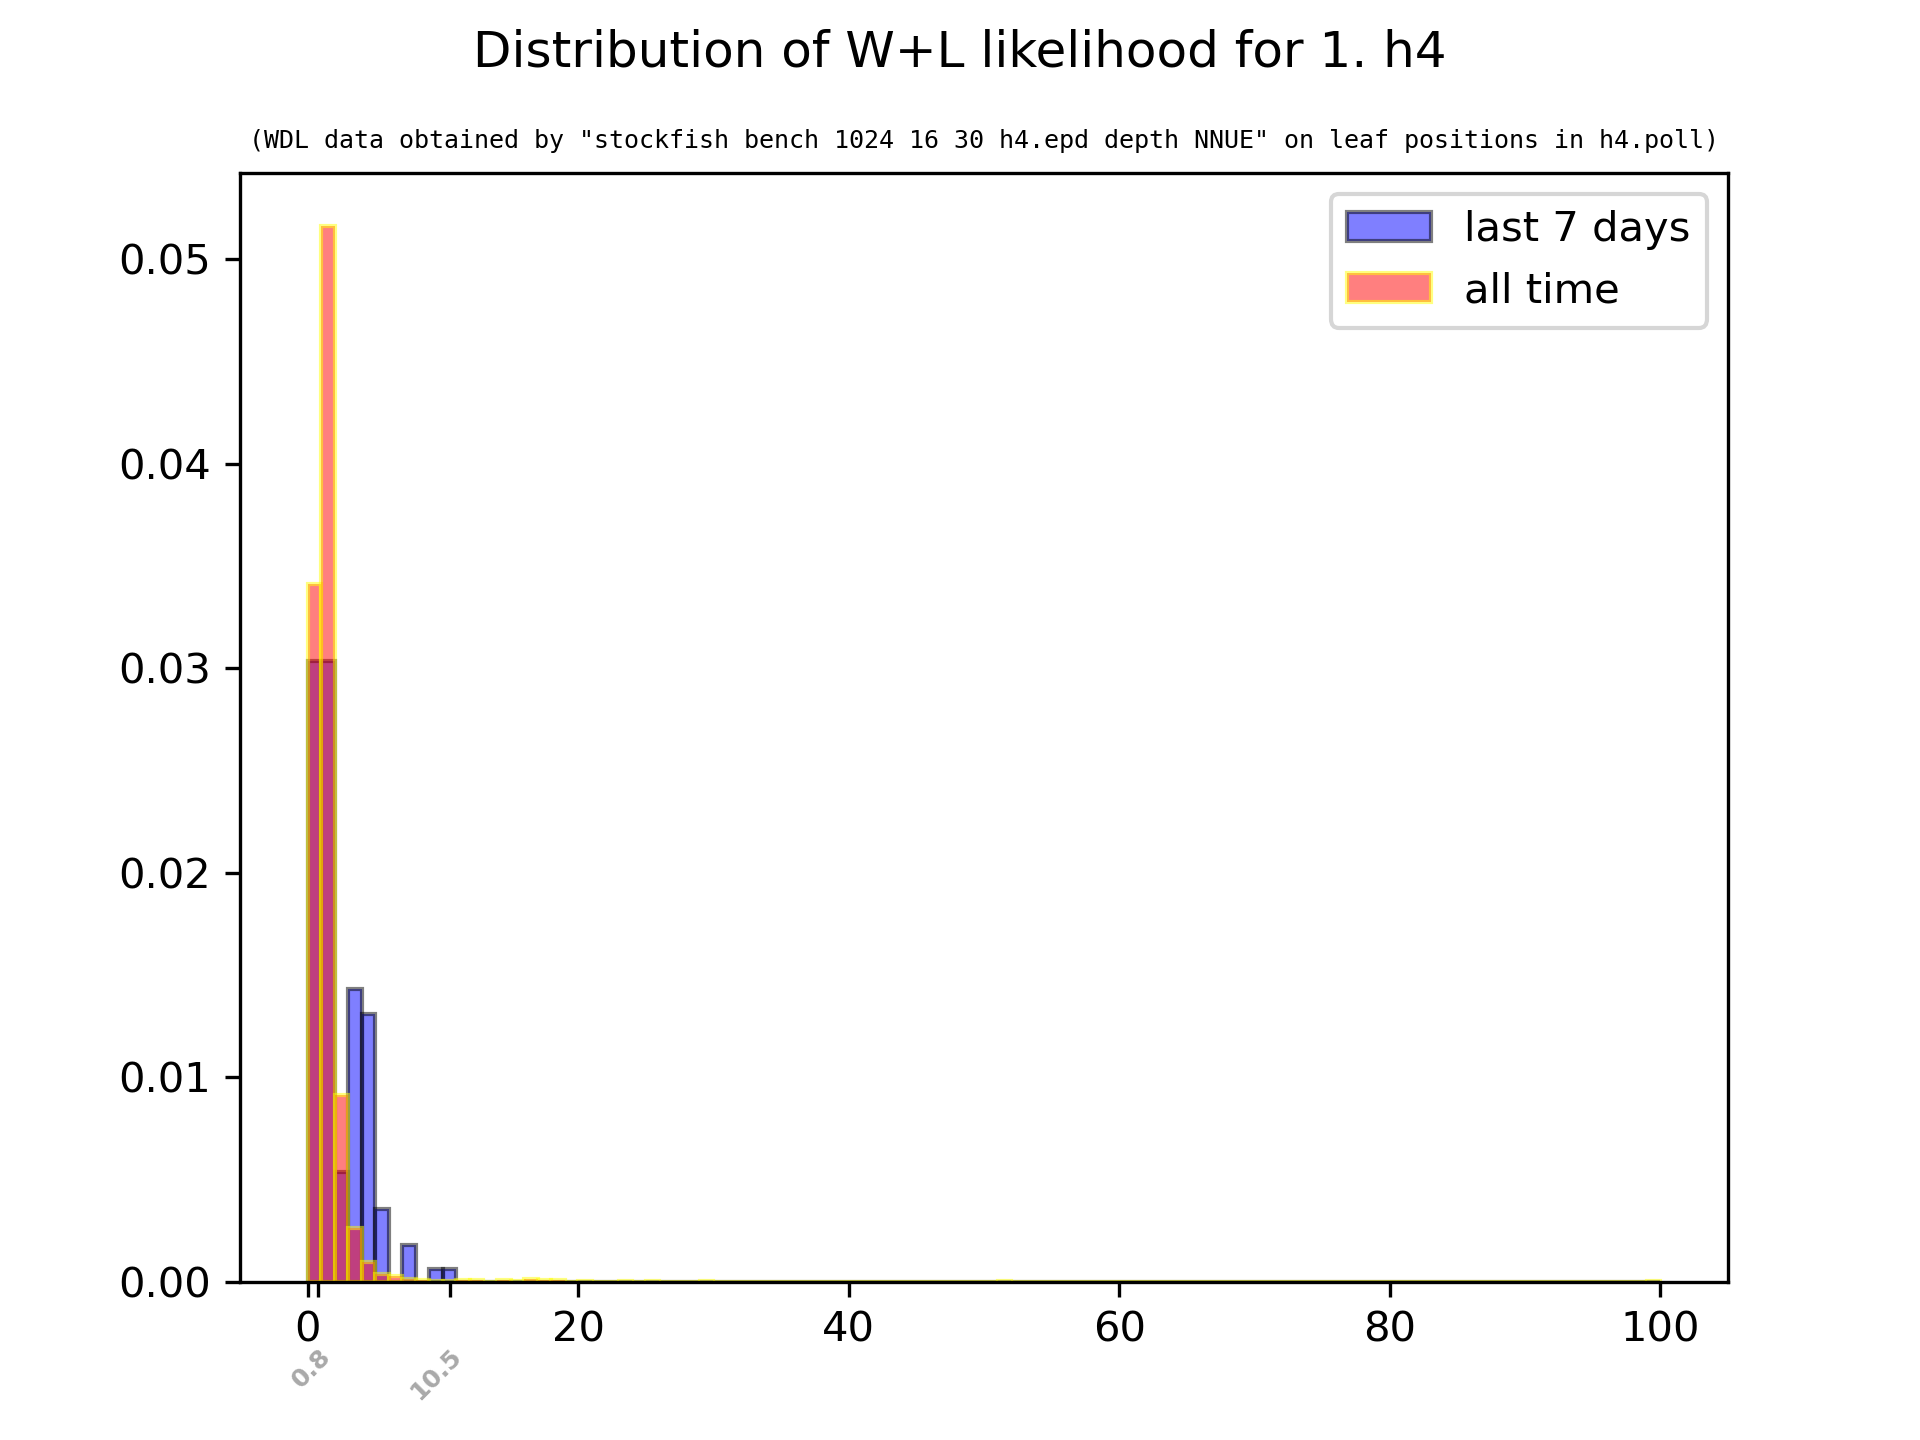 Distribution of W+L likelihood for 1. h4
(WDL data obtained by "stockfish bench 1024 16 30 h4.epd depth NNUE" on leaf positions in h4.poll)
last 7 days
all time
0.05
0.04
0.03
0.02
0.01
0.00
0 20 40 60 80 100
0.8 10.5